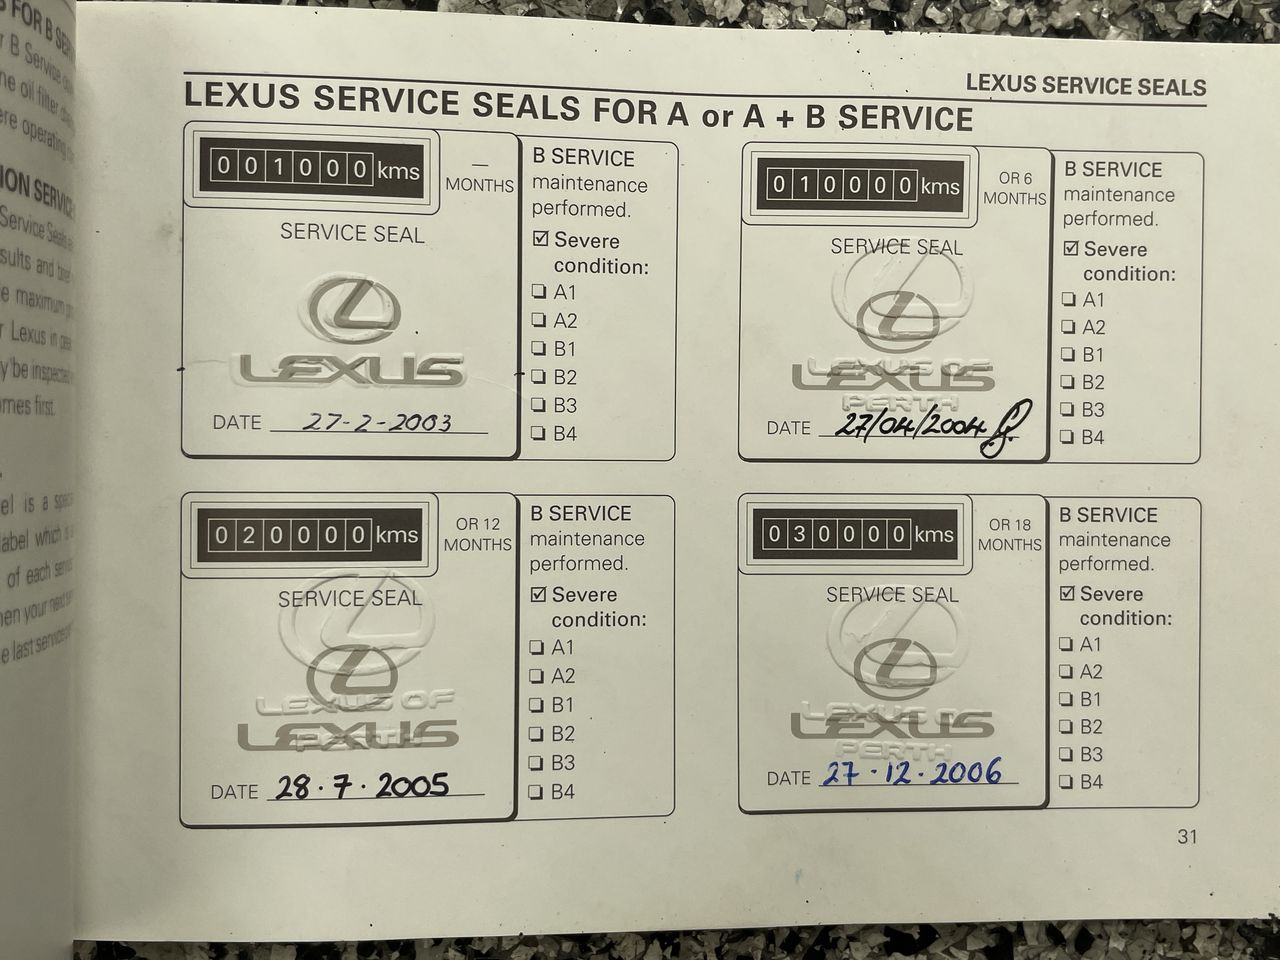 LEXUS SERVICE SEALS
LEXUS SERVICE SEALS FOR A or A + B SERVICE
001000 kms
—
MONTHS
SERVICE SEAL
LEXUS
DATE 27-2-2003
B SERVICE
maintenance
performed.
☑ Severe
condition:
❏ A1
❏ A2
❏ B1
❏ B2
❏ B3
❏ B4
010000 kms
OR 6
MONTHS
SERVICE SEAL
LEXUS OF
LEXUS
PERTH
DATE 27/04/2004
B SERVICE
maintenance
performed.
☑ Severe
condition:
❏ A1
❏ A2
❏ B1
❏ B2
❏ B3
❏ B4
020000 kms
OR 12
MONTHS
SERVICE SEAL
LEXUS OF
LEXUS
PERTH
DATE 28·7·2005
B SERVICE
maintenance
performed.
☑ Severe
condition:
❏ A1
❏ A2
❏ B1
❏ B2
❏ B3
❏ B4
030000 kms
OR 18
MONTHS
SERVICE SEAL
LEXUS OF
LEXUS
PERTH
DATE 27·12·2006
B SERVICE
maintenance
performed.
☑ Severe
condition:
❏ A1
❏ A2
❏ B1
❏ B2
❏ B3
❏ B4
31